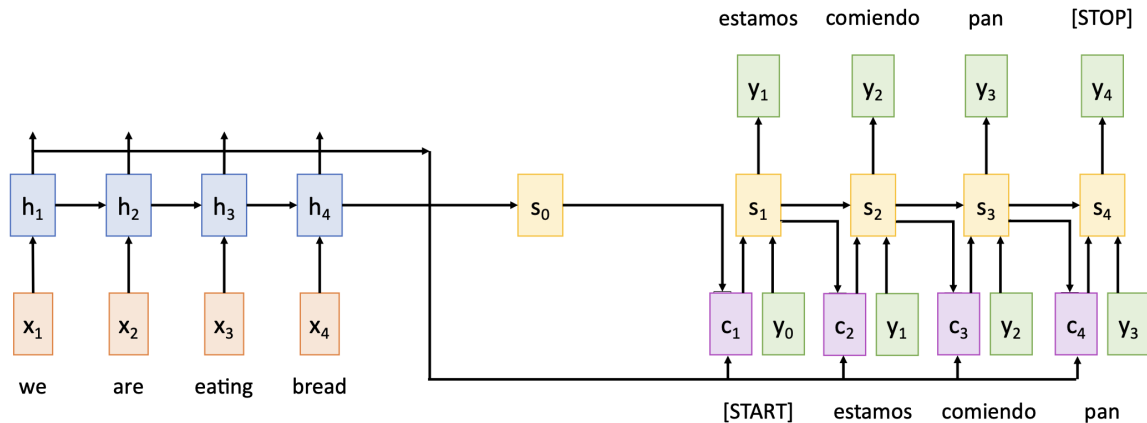 estamos comiendo pan [STOP]
y₁ y₂ y₃ y₄
h₁ h₂ h₃ h₄ s₀ s₁ s₂ s₃ s₄
x₁ x₂ x₃ x₄ c₁ y₀ c₂ y₁ c₃ y₂ c₄ y₃
we are eating bread
[START] estamos comiendo pan